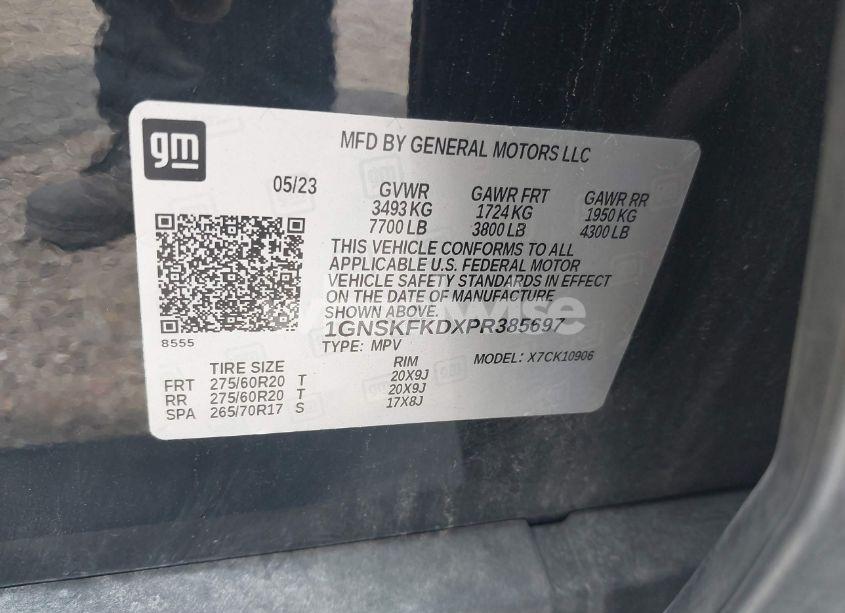 gm
MFD BY GENERAL MOTORS LLC
05/23
GVWR GAWR FRT GAWR RR
3493 KG 1724 KG 1950 KG
7700 LB 3800 LB 4300 LB
THIS VEHICLE CONFORMS TO ALL
APPLICABLE U.S. FEDERAL MOTOR
VEHICLE SAFETY STANDARDS IN EFFECT
ON THE DATE OF MANUFACTURE
SHOWN ABOVE.
8555
1GNSKFKDXPR385697
TYPE: MPV MODEL: X7CK10906
TIRE SIZE RIM
FRT 275/60R20 T 20X9J
RR 275/60R20 T 20X9J
SPA 265/70R17 S 17X8J